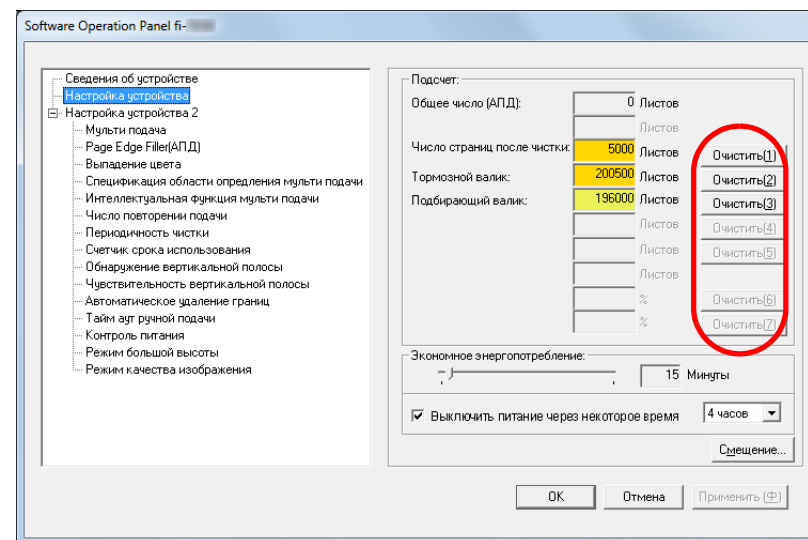 Software Operation Panel fi-
Сведения об устройстве
Настройка устройства
Настройка устройства 2
Мульти подача
Page Edge Filler(АПД)
Выпадение цвета
Спецификация области опредления мульти подачи
Интеллектуальная функция мульти подачи
Число повторении подачи
Периодичность чистки
Счетчик срока использования
Обнаружение вертикальной полосы
Чувствительность вертикальной полосы
Автоматическое удаление границ
Тайм аут ручной подачи
Контроль питания
Режим большой высоты
Режим качества изображения
Подсчет:
Общее число (АПД): 0 Листов
Листов
Число страниц после чистки: 5000 Листов Очистить(1)
Тормозной валик: 200500 Листов Очистить(2)
Подбирающий валик: 196000 Листов Очистить(3)
Листов Очистить(4)
Листов Очистить(5)
Листов
% Очистить(6)
% Очистить(7)
Экономное энергопотребление:
15 Минуты
Выключить питание через некоторое время 4 часов
Смещение...
OK Отмена Применить (Ф)